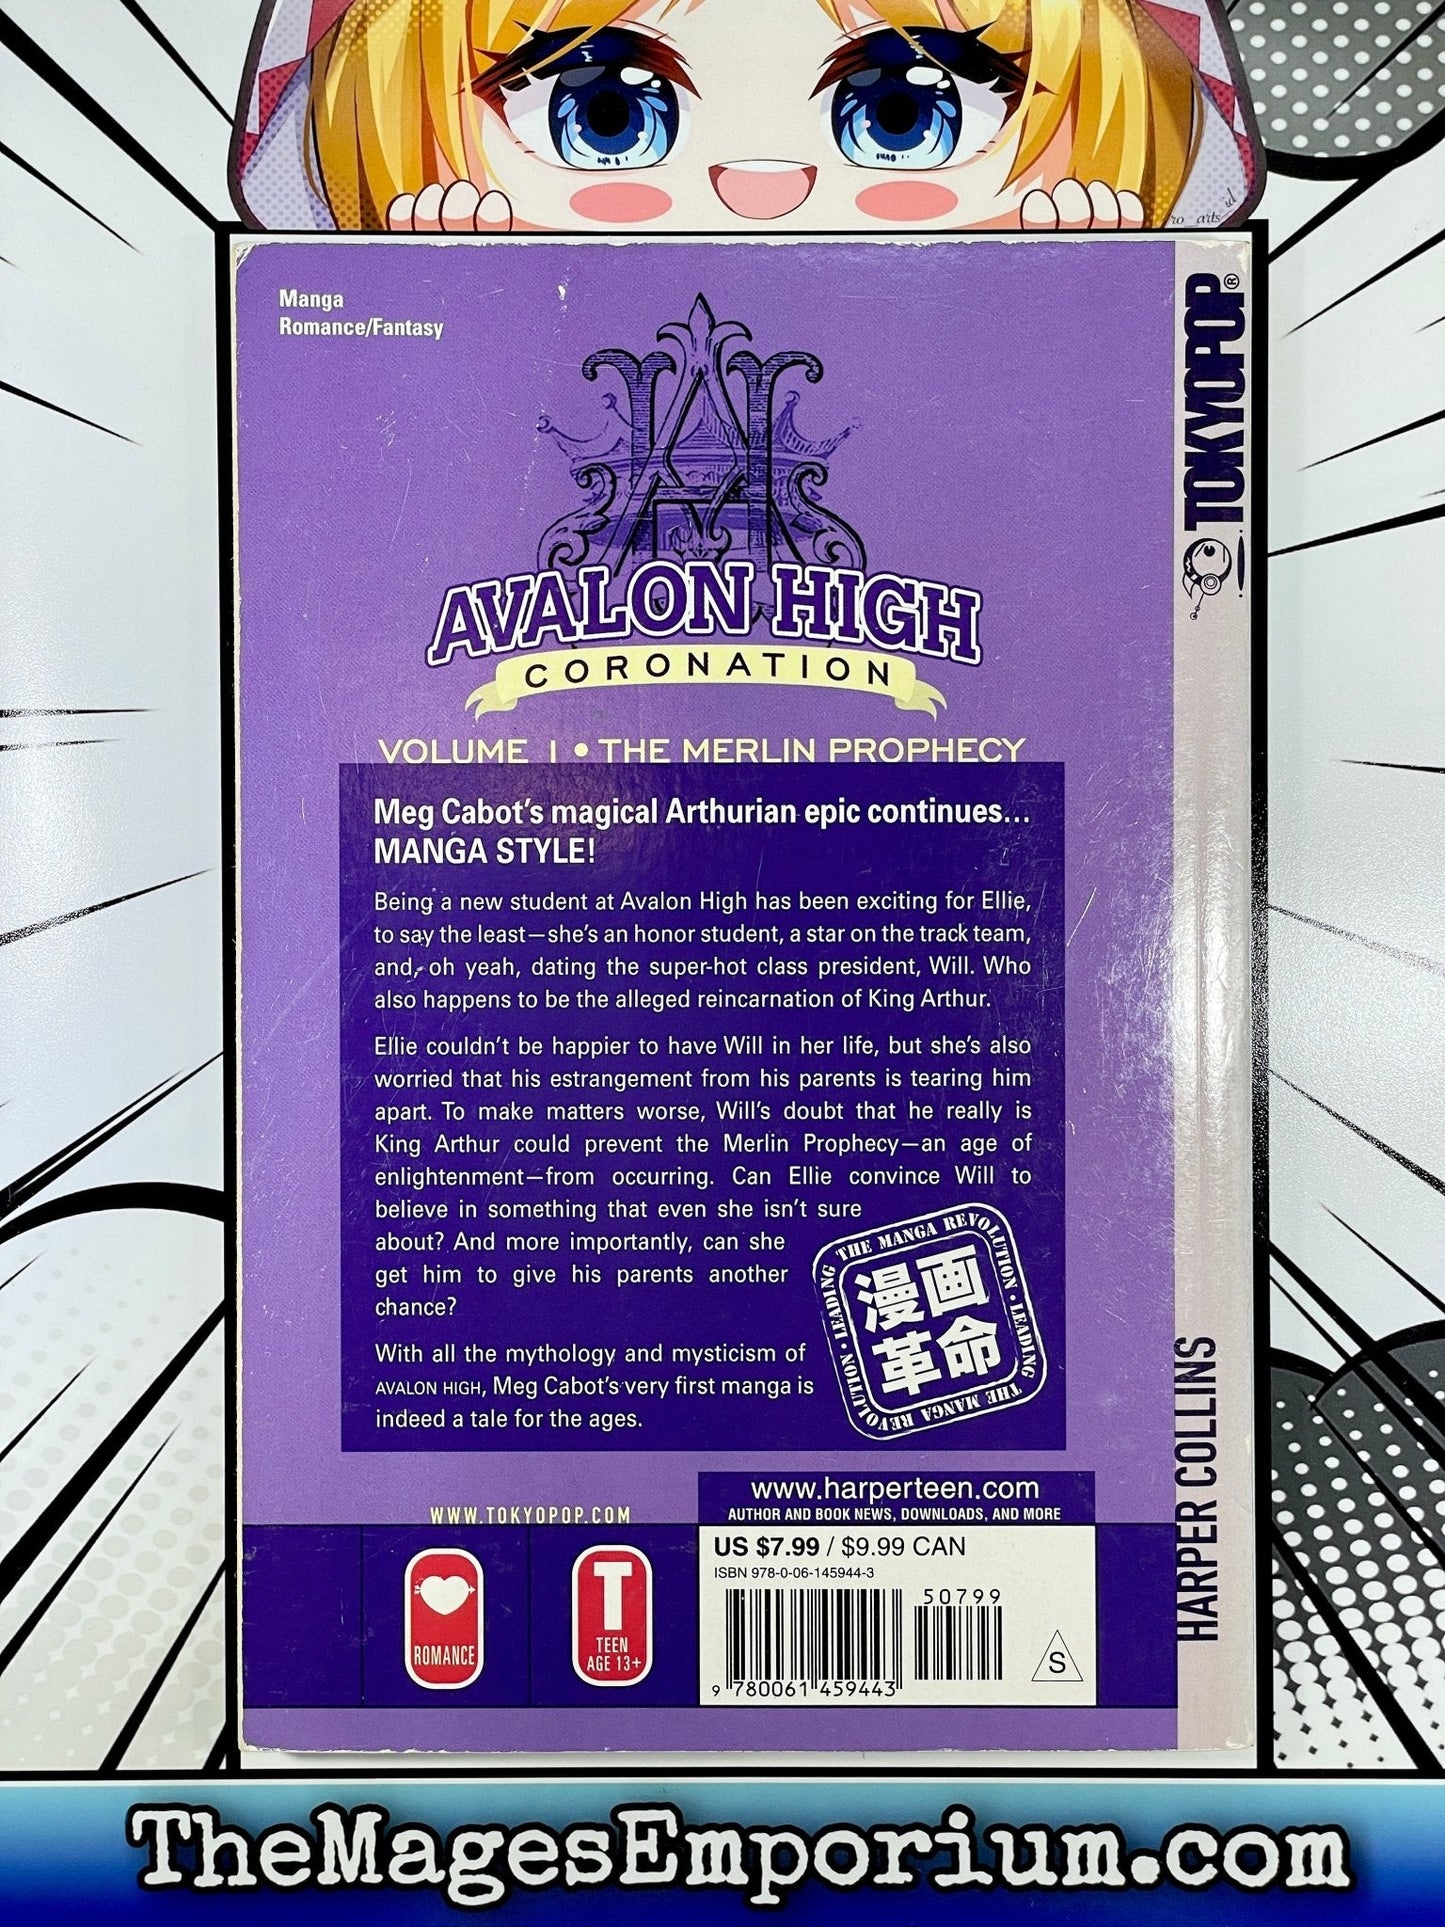 ro_arts_id
Manga
Romance/Fantasy
TOKYOPOP®
AH
AVALON HIGH
CORONATION
VOLUME 1 • THE MERLIN PROPHECY
Meg Cabot's magical Arthurian epic continues...
MANGA STYLE!
Being a new student at Avalon High has been exciting for Ellie,
to say the least—she's an honor student, a star on the track team,
and, oh yeah, dating the super-hot class president, Will. Who
also happens to be the alleged reincarnation of King Arthur.
Ellie couldn't be happier to have Will in her life, but she's also
worried that his estrangement from his parents is tearing him
apart. To make matters worse, Will's doubt that he really is
King Arthur could prevent the Merlin Prophecy—an age of
enlightenment—from occurring. Can Ellie convince Will to
believe in something that even she isn't sure
about? And more importantly, can she
get him to give his parents another
chance?
With all the mythology and mysticism of
AVALON HIGH, Meg Cabot's very first manga is
indeed a tale for the ages.
LEADING THE MANGA REVOLUTION · LEADING THE MANGA REVOLUTION ·
漫画
革命
HARPER COLLINS
WWW.TOKYOPOP.COM
www.harperteen.com
AUTHOR AND BOOK NEWS, DOWNLOADS, AND MORE
ROMANCE
T
TEEN
AGE 13+
US $7.99 / $9.99 CAN
ISBN 978-0-06-145944-3
50799
9 780061 459443
S
TheMagesEmporium.com